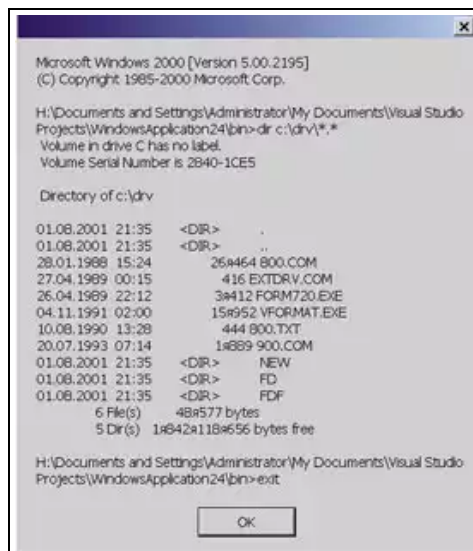 Microsoft Windows 2000 [Version 5.00.2195]
(C) Copyright 1985-2000 Microsoft Corp.
H:\Documents and Settings\Administrator\My Documents\Visual Studio
Projects\WindowsApplication24\bin>dir c:\drv\*.*
Volume in drive C has no label.
Volume Serial Number is 2840-1CE5
Directory of c:\drv
01.08.2001 21:35 <DIR> .
01.08.2001 21:35 <DIR> ..
28.01.1988 15:24 26я464 800.COM
27.04.1989 00:15 416 EXTDRV.COM
26.04.1989 22:12 3я412 FORM720.EXE
04.11.1991 02:00 15я952 VFORMAT.EXE
10.08.1990 13:28 444 800.TXT
20.07.1993 07:14 1я889 900.COM
01.08.2001 21:35 <DIR> NEW
01.08.2001 21:35 <DIR> FD
01.08.2001 21:35 <DIR> FDF
6 File(s) 48я577 bytes
5 Dir(s) 1я842я118я656 bytes free
H:\Documents and Settings\Administrator\My Documents\Visual Studio
Projects\WindowsApplication24\bin>exit
OK